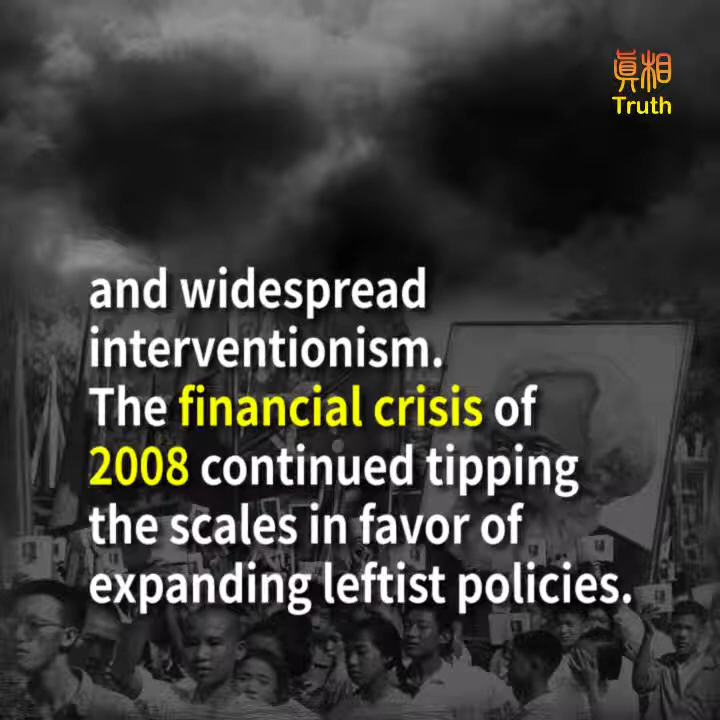 眞相
Truth
and widespread
interventionism.
The financial crisis of
2008 continued tipping
the scales in favor of
expanding leftist policies.